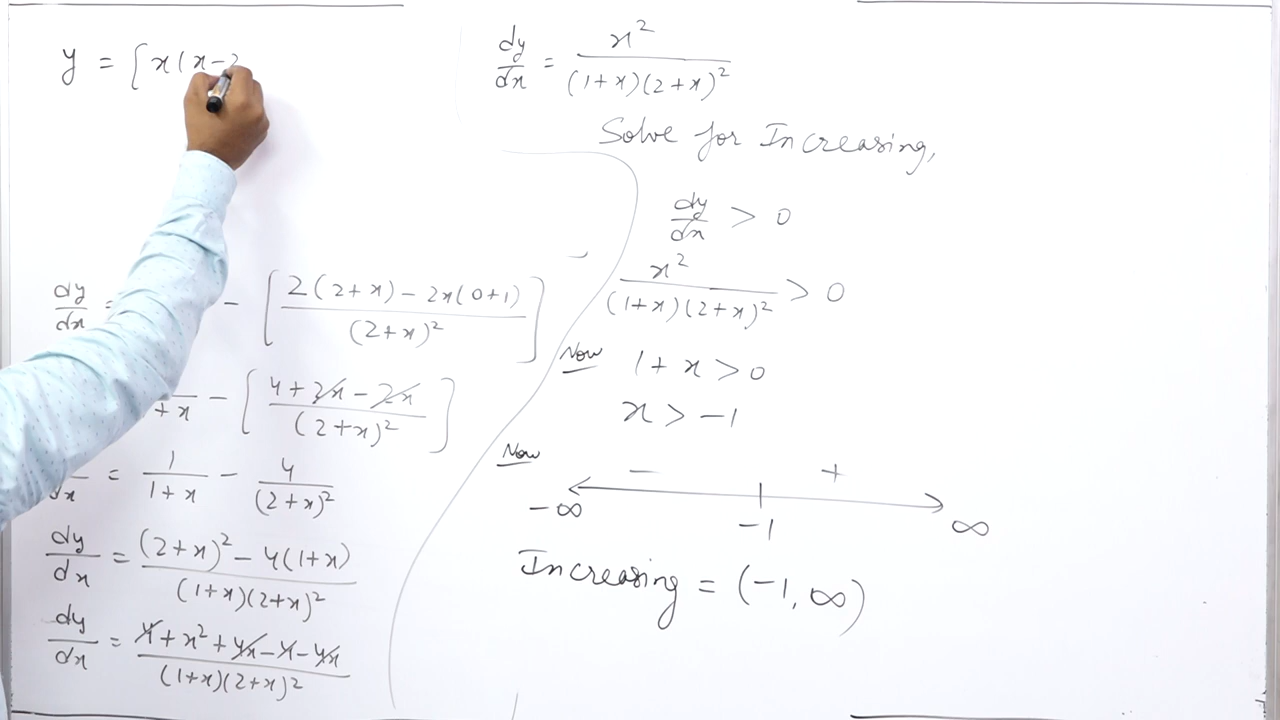 y = [x(x-2
dy/dx = - [2(2+x) - 2x(0+1) / (2+x)²]
+x - [4+2x-2x / (2+x)²]
dx = 1/1+x - 4/(2+x)²
dy/dx = (2+x)² - 4(1+x) / (1+x)(2+x)²
dy/dx = 4+x²+4x-4-4x / (1+x)(2+x)²
dy/dx = x² / (1+x)(2+x)²
Solve for Increasing,
dy/dx > 0
x² / (1+x)(2+x)² > 0
Now 1 + x > 0
x > -1
Now
- +
-∞ -1 ∞
Increasing = (-1, ∞)